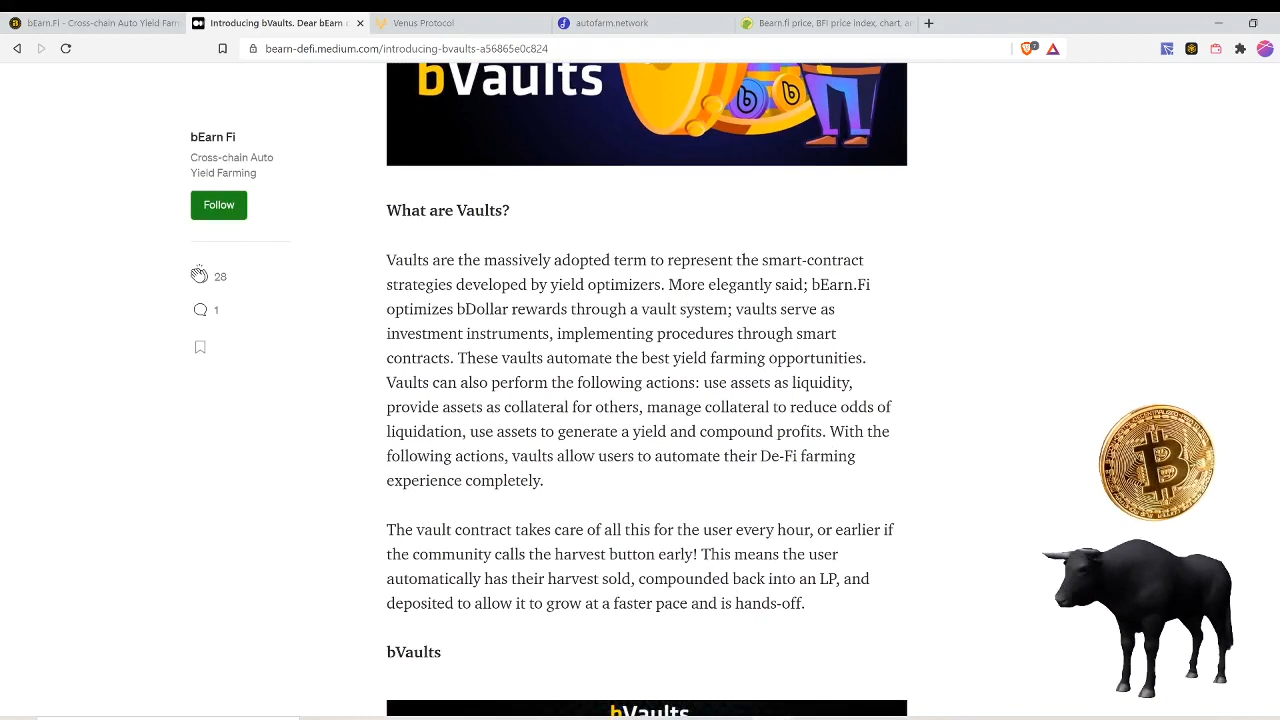 bEarn.Fi - Cross-chain Auto Yield Farm
Introducing bVaults. Dear bEarn c
Venus Protocol
autofarm.network
Bearn.fi price, BFI price index, chart, an
bearn-defi.medium.com/introducing-bvaults-a56865e0c824
bVaults
bEarn Fi
Cross-chain Auto
Yield Farming
Follow
28
1
What are Vaults?
Vaults are the massively adopted term to represent the smart-contract
strategies developed by yield optimizers. More elegantly said; bEarn.Fi
optimizes bDollar rewards through a vault system; vaults serve as
investment instruments, implementing procedures through smart
contracts. These vaults automate the best yield farming opportunities.
Vaults can also perform the following actions: use assets as liquidity,
provide assets as collateral for others, manage collateral to reduce odds of
liquidation, use assets to generate a yield and compound profits. With the
following actions, vaults allow users to automate their De-Fi farming
experience completely.
The vault contract takes care of all this for the user every hour, or earlier if
the community calls the harvest button early! This means the user
automatically has their harvest sold, compounded back into an LP, and
deposited to allow it to grow at a faster pace and is hands-off.
bVaults
bVaults